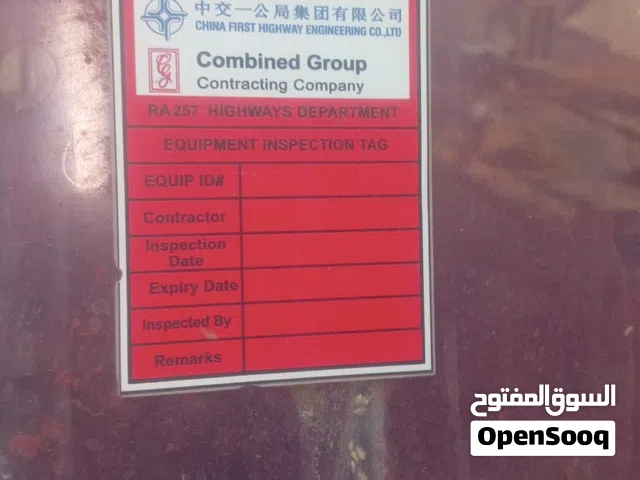 中交一公局集团有限公司
CHINA FIRST HIGHWAY ENGINEERING CO.,LTD
Combined Group
Contracting Company
RA257 HIGHWAYS DEPARTMENT
EQUIPMENT INSPECTION TAG
EQUIP ID#
Contractor
Inspection
Date
Expiry Date
Inspected By
Remarks
السوق المفتوح
OpenSooq